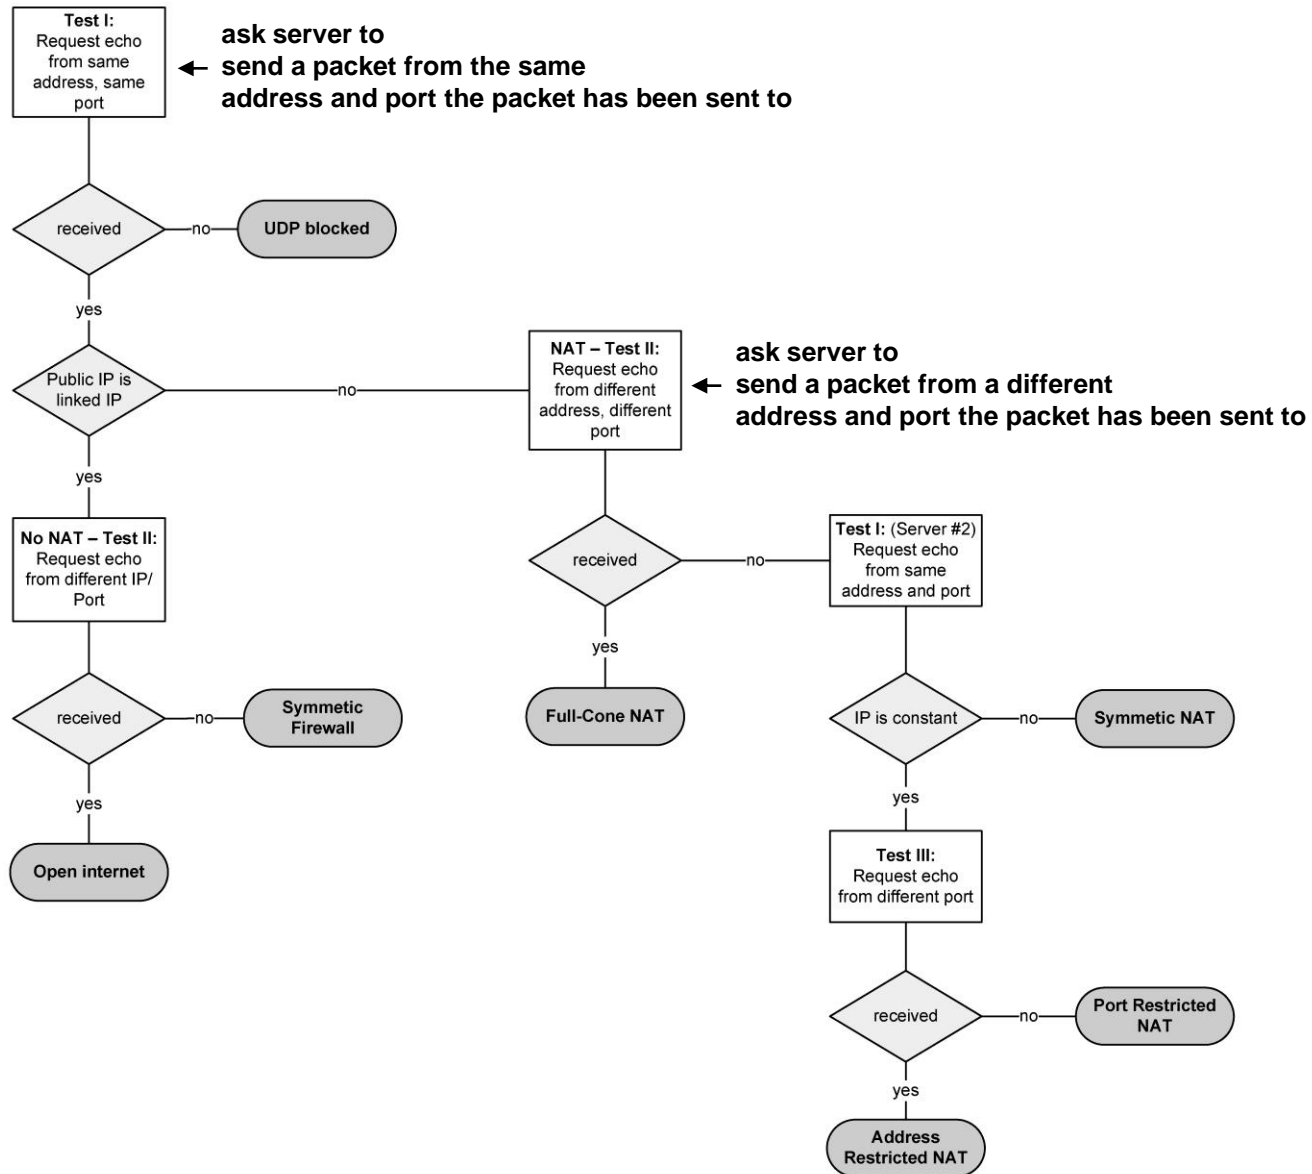 Test I:
Request echo
from same
address, same
port
ask server to
send a packet from the same
address and port the packet has been sent to
received
no
UDP blocked
yes
Public IP is
linked IP
no
NAT – Test II:
Request echo
from different
address, different
port
ask server to
send a packet from a different
address and port the packet has been sent to
yes
No NAT – Test II:
Request echo
from different IP/
Port
received
no
Test I: (Server #2)
Request echo
from same
address and port
yes
received
no
Symmetic
Firewall
Full-Cone NAT
IP is constant
no
Symmetic NAT
yes
yes
Open internet
Test III:
Request echo
from different port
received
no
Port Restricted
NAT
yes
Address
Restricted NAT